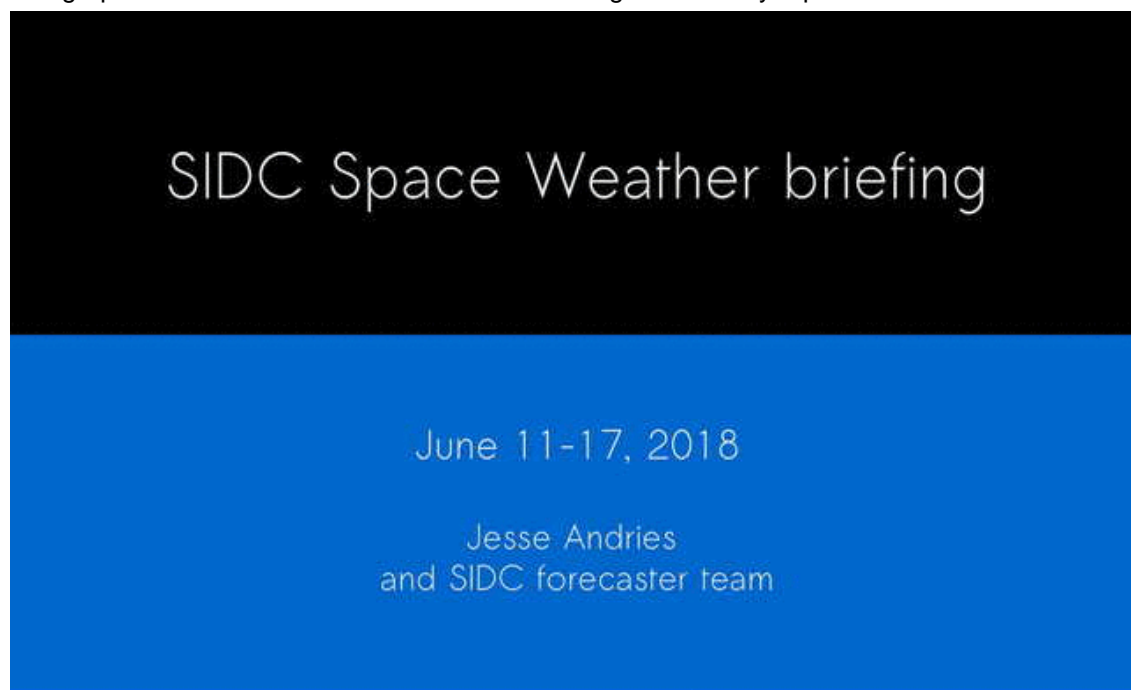 SIDC Space Weather briefing
June 11-17, 2018
Jesse Andries
and SIDC forecaster team